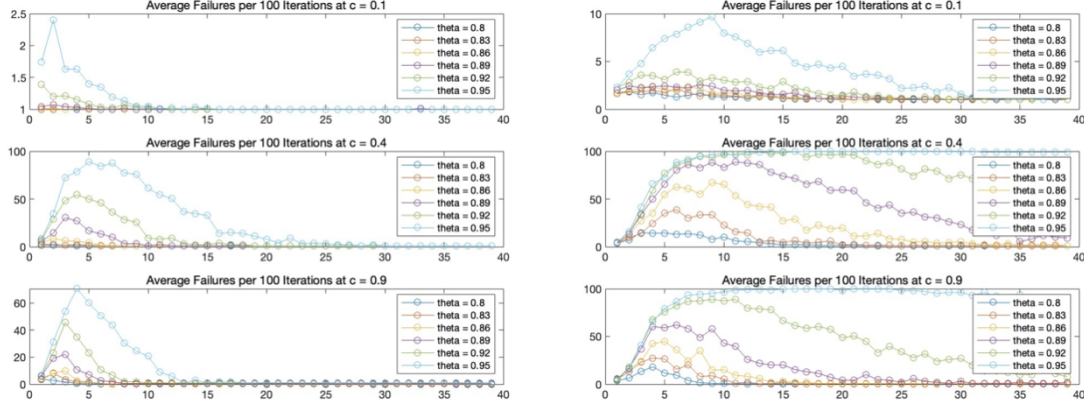 Average Failures per 100 Iterations at c = 0.1
2.5
2
1.5
1
0 5 10 15 20 25 30 35 40
theta = 0.8
theta = 0.83
theta = 0.86
theta = 0.89
theta = 0.92
theta = 0.95
Average Failures per 100 Iterations at c = 0.1
10
5
0
0 5 10 15 20 25 30 35 40
theta = 0.8
theta = 0.83
theta = 0.86
theta = 0.89
theta = 0.92
theta = 0.95
Average Failures per 100 Iterations at c = 0.4
100
50
0
0 5 10 15 20 25 30 35 40
theta = 0.8
theta = 0.83
theta = 0.86
theta = 0.89
theta = 0.92
theta = 0.95
Average Failures per 100 Iterations at c = 0.4
100
50
0
0 5 10 15 20 25 30 35 40
theta = 0.8
theta = 0.83
theta = 0.86
theta = 0.89
theta = 0.92
theta = 0.95
Average Failures per 100 Iterations at c = 0.9
60
40
20
0
0 5 10 15 20 25 30 35 40
theta = 0.8
theta = 0.83
theta = 0.86
theta = 0.89
theta = 0.92
theta = 0.95
Average Failures per 100 Iterations at c = 0.9
100
50
0
0 5 10 15 20 25 30 35 40
theta = 0.8
theta = 0.83
theta = 0.86
theta = 0.89
theta = 0.92
theta = 0.95